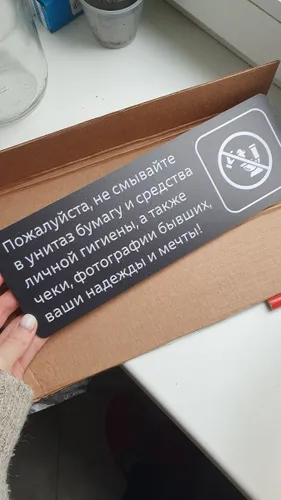 Пожалуйста, не смывайте
в унитаз бумагу и средства
личной гигиены, а также
чеки, фотографии бывших,
ваши надежды и мечты!